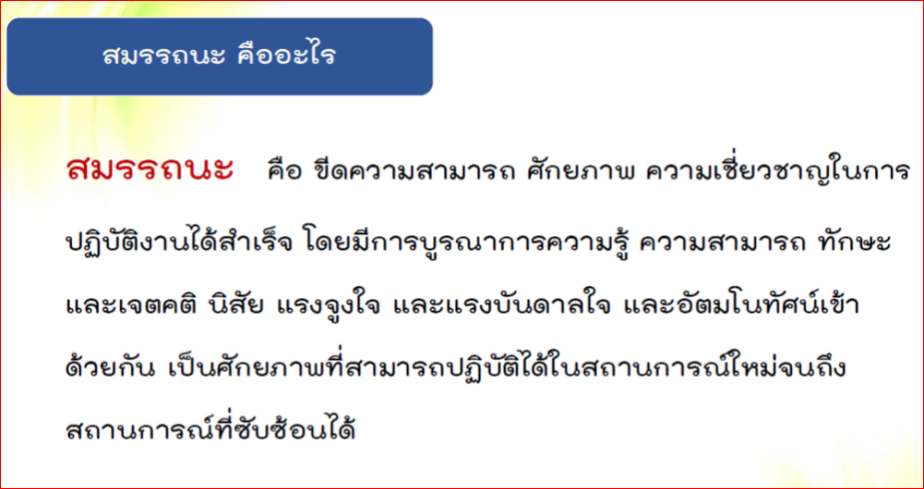 สมรรถนะ คืออะไร
สมรรถนะ คือ ขีดความสามารถ ศักยภาพ ความเชี่ยวชาญในการ
ปฏิบัติงานได้สำเร็จ โดยมีการบูรณาการความรู้ ความสามารถ ทักษะ
และเจตคติ นิสัย แรงจูงใจ และแรงบันดาลใจ และอัตมโนทัศน์เข้า
ด้วยกัน เป็นศักยภาพที่สามารถปฏิบัติได้ในสถานการณ์ใหม่จนถึง
สถานการณ์ที่ซับซ้อนได้